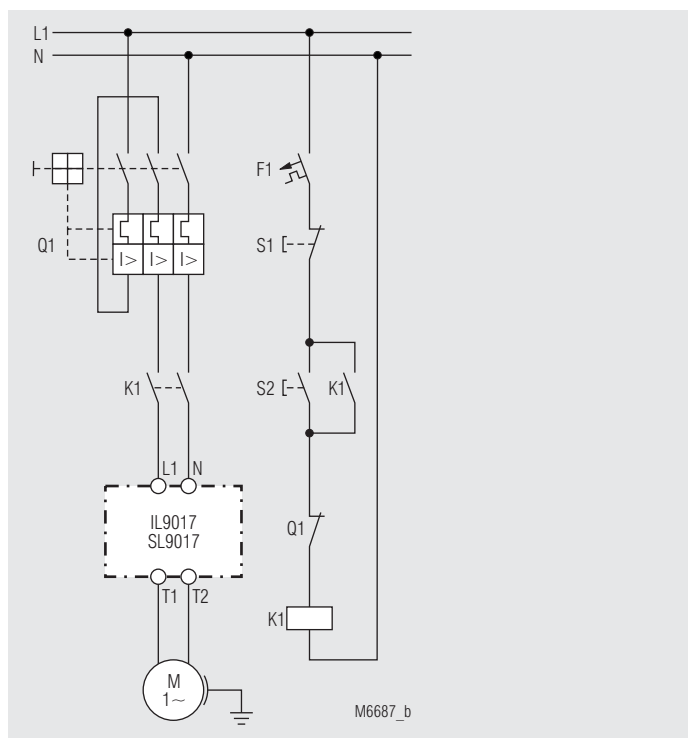 L1
N
F1
Q1
I> I> I>
S1
K1
S2
K1
L1 N
IL9017
SL9017
Q1
T1 T2
K1
M
1~
M6687_b